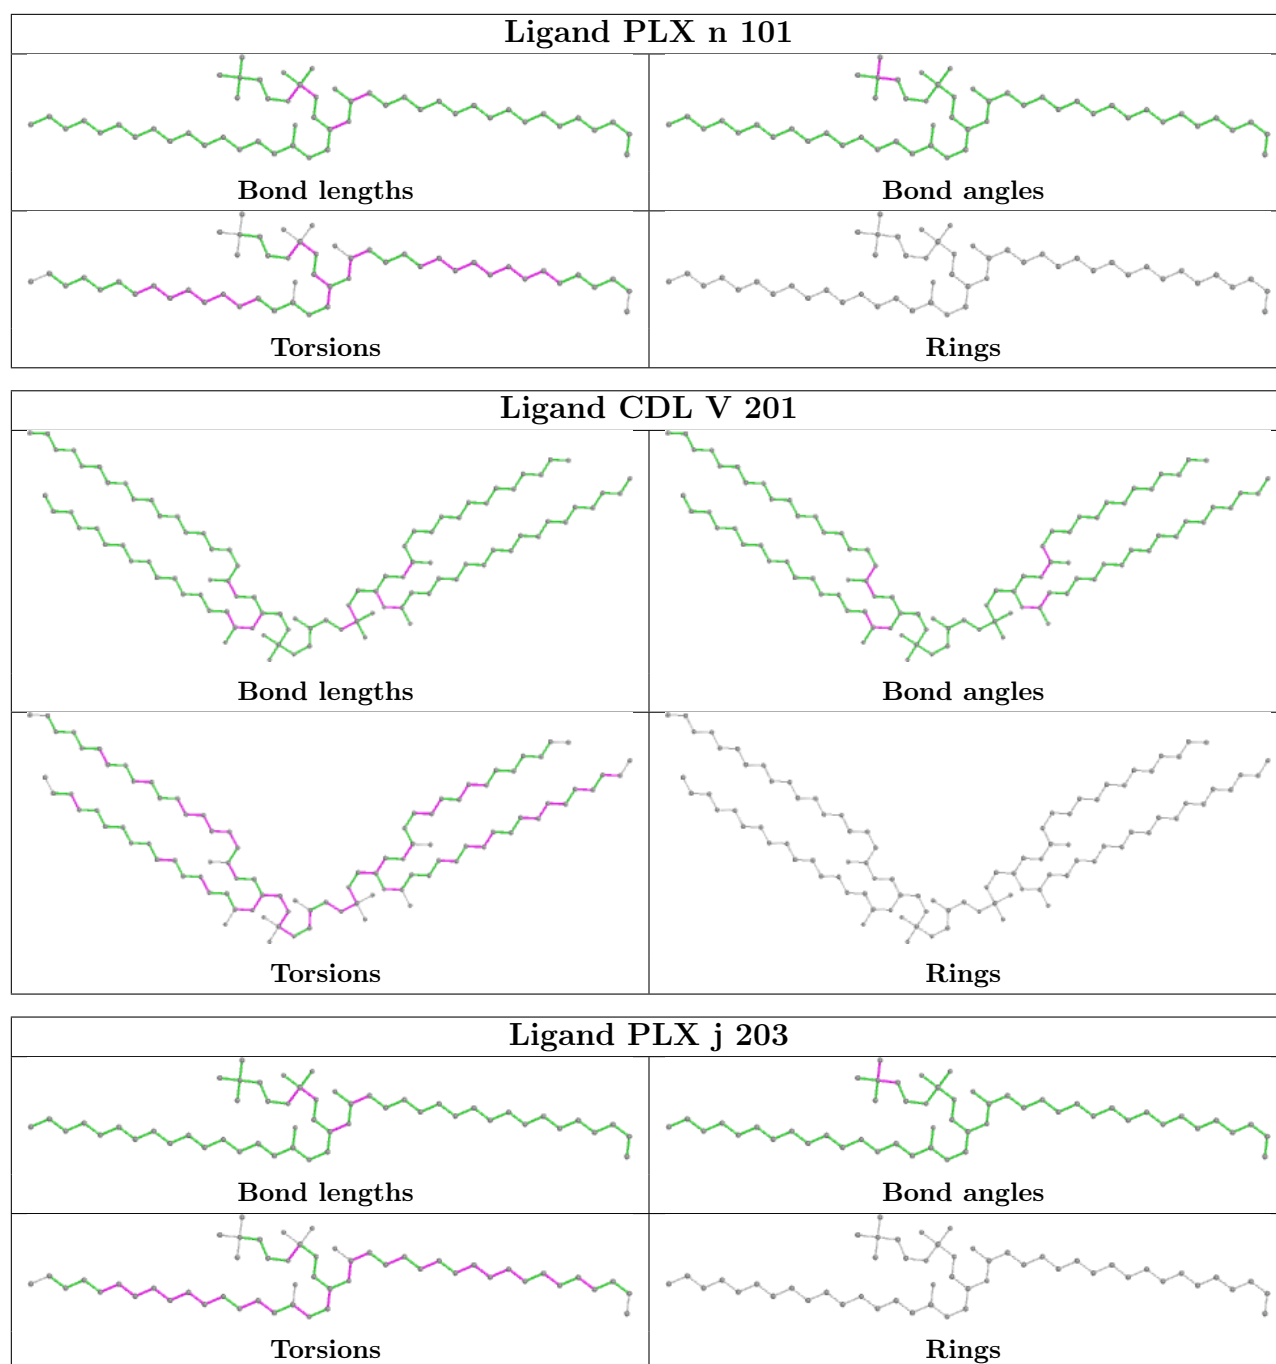 Ligand PLX n 101
Bond lengths
Bond angles
Torsions
Rings
Ligand CDL V 201
Bond lengths
Bond angles
Torsions
Rings
Ligand PLX j 203
Bond lengths
Bond angles
Torsions
Rings